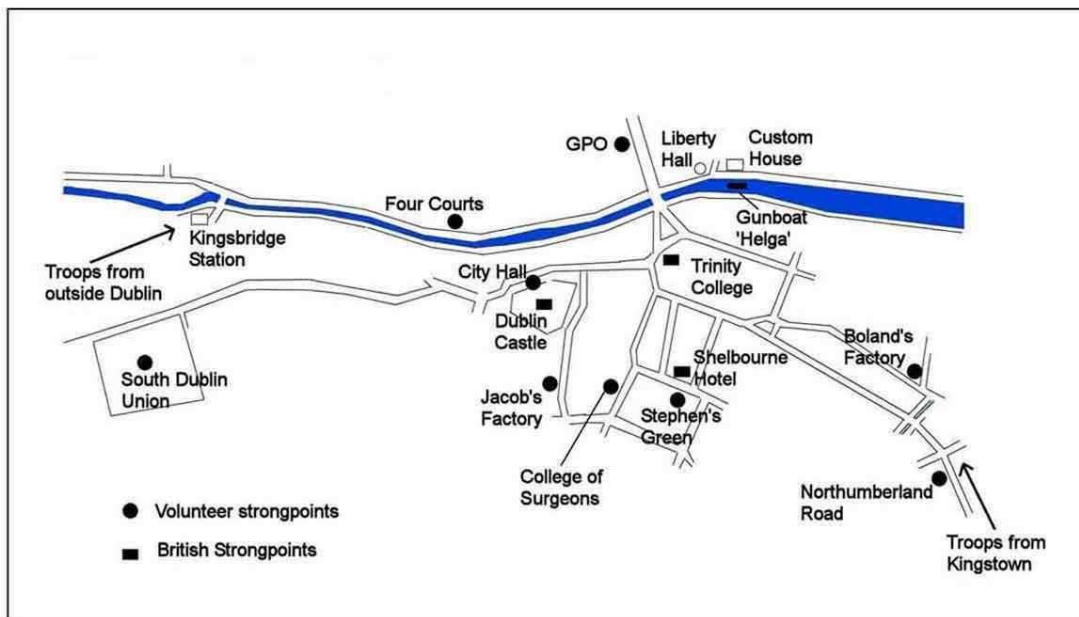 GPO
Liberty
Hall
Custom
House
Four Courts
Gunboat
'Helga'
Kingsbridge
Station
Troops from
outside Dublin
City Hall
Trinity
College
Dublin
Castle
Boland's
Factory
Shelbourne
Hotel
South Dublin
Union
Jacob's
Factory
Stephen's
Green
College of
Surgeons
Northumberland
Road
Volunteer strongpoints
British Strongpoints
Troops from
Kingstown